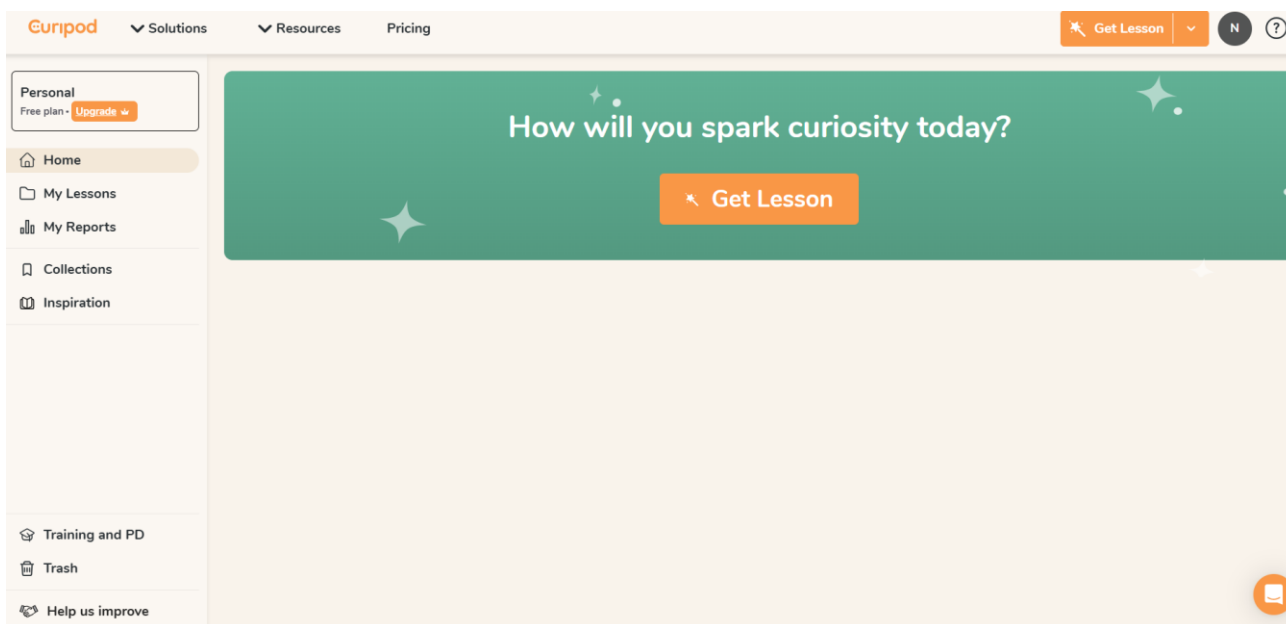 Curipod
Solutions
Resources
Pricing
Get Lesson
N
?
Personal
Free plan • Upgrade
Home
My Lessons
My Reports
Collections
Inspiration
Training and PD
Trash
Help us improve
How will you spark curiosity today?
Get Lesson